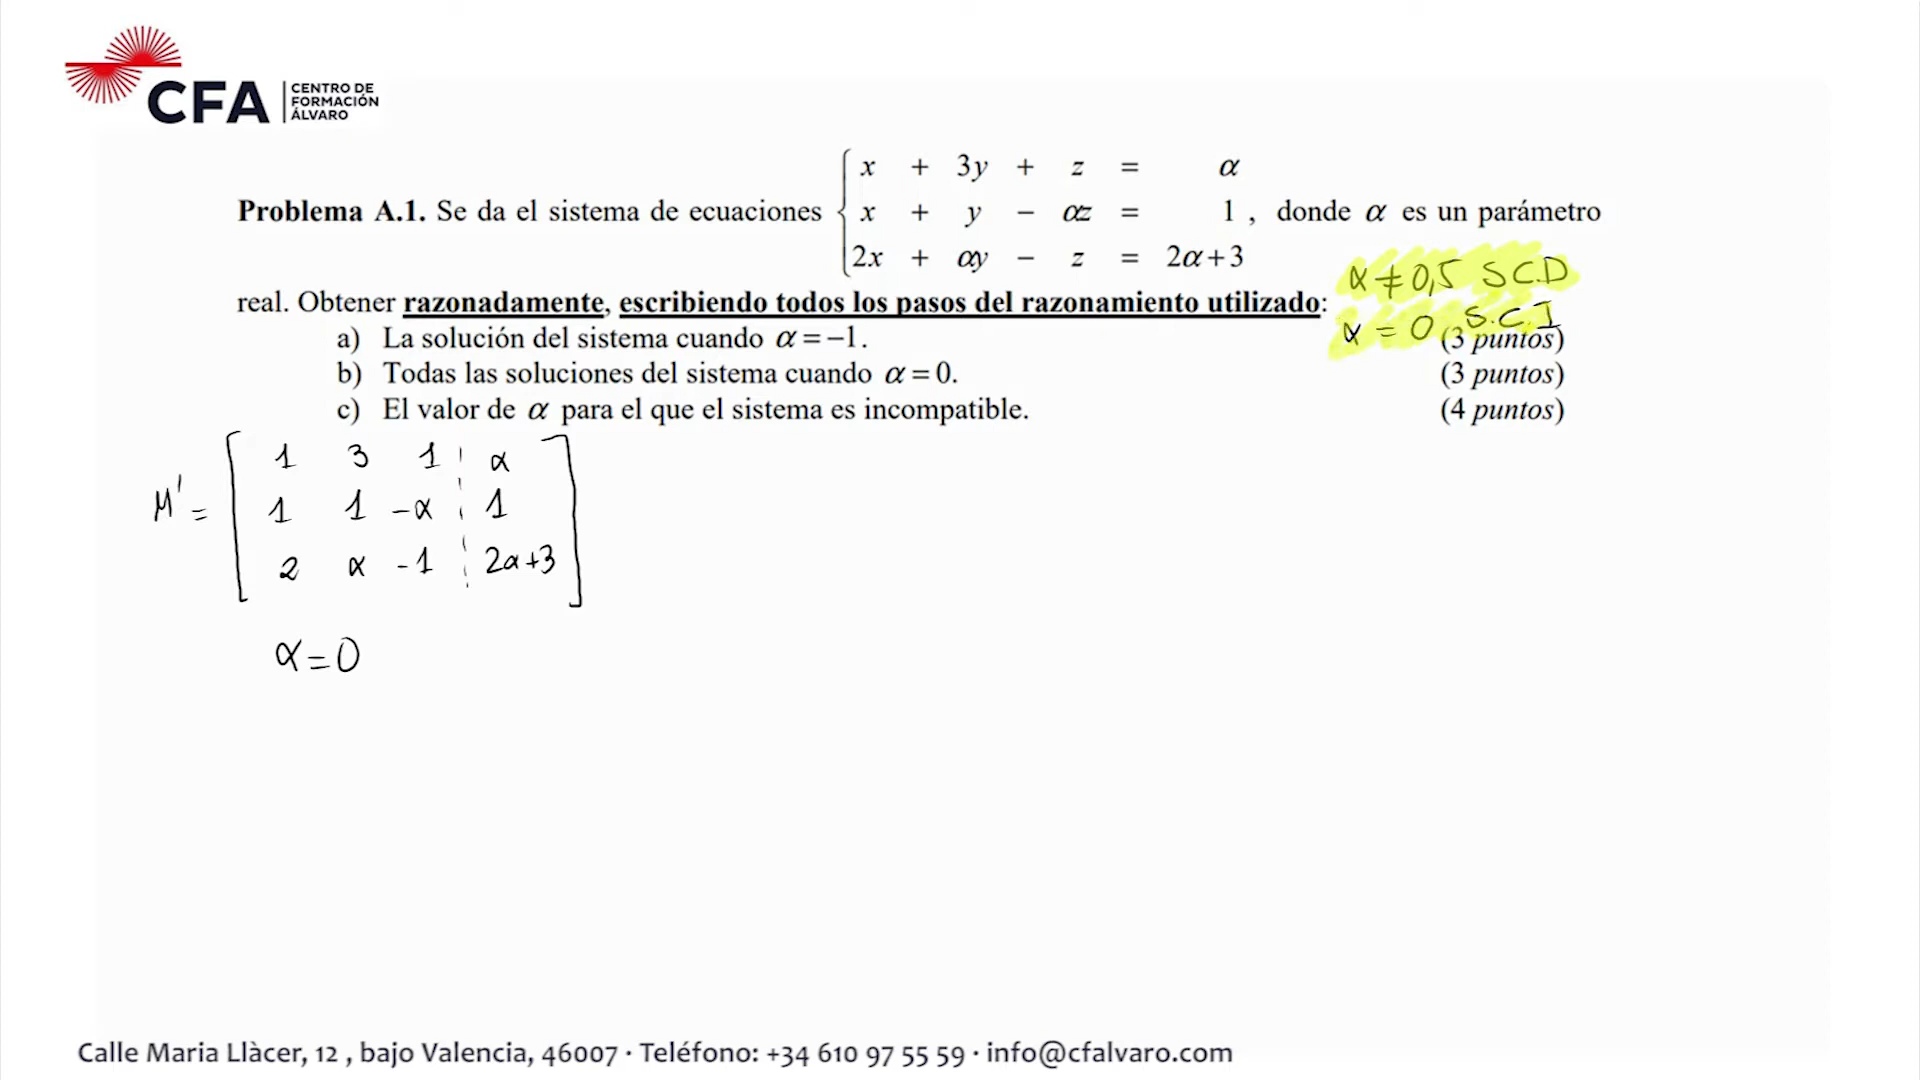 CFA
CENTRO DE
FORMACIÓN
ÁLVARO
x + 3y + z = α
Problema A.1. Se da el sistema de ecuaciones x + y − αz = 1 , donde α es un parámetro
2x + αy − z = 2α+3
α ≠ 0,5 S C.D
real. Obtener razonadamente, escribiendo todos los pasos del razonamiento utilizado:
α = 0 S.C.I
a) La solución del sistema cuando α = −1. (3 puntos)
b) Todas las soluciones del sistema cuando α = 0. (3 puntos)
c) El valor de α para el que el sistema es incompatible. (4 puntos)
1 3 1 α
M' = 1 1 -α 1
2 α -1 2α+3
α = 0
Calle Maria Llàcer, 12 , bajo Valencia, 46007 · Teléfono: +34 610 97 55 59 · info@cfalvaro.com